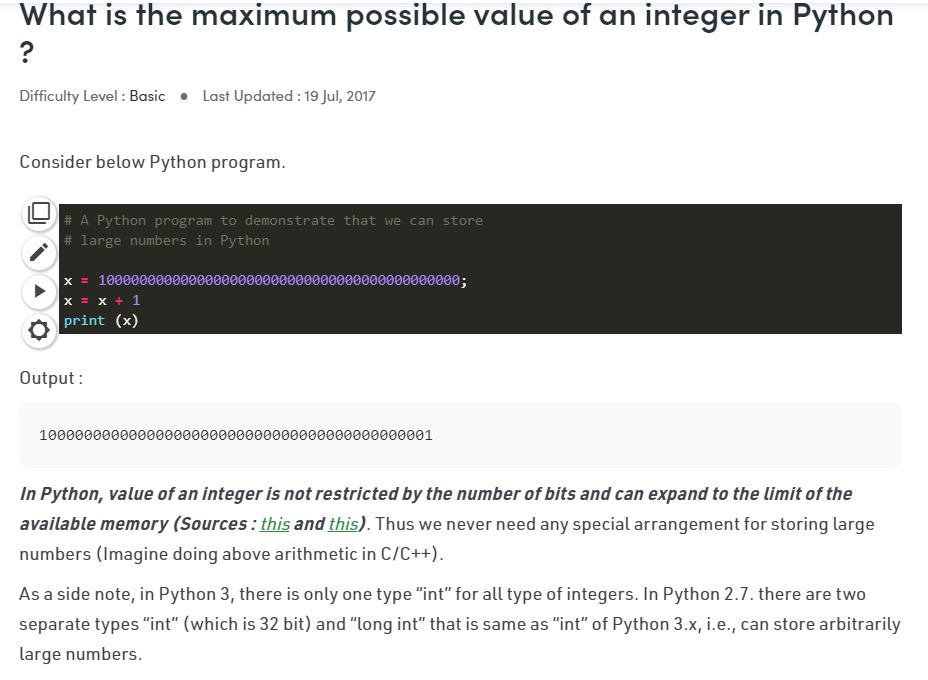 What is the maximum possible value of an integer in Python
?
Difficulty Level : Basic ● Last Updated : 19 Jul, 2017
Consider below Python program.
# A Python program to demonstrate that we can store
# large numbers in Python
x = 10000000000000000000000000000000000000000000;
x = x + 1
print (x)
Output :
10000000000000000000000000000000000000000001
In Python, value of an integer is not restricted by the number of bits and can expand to the limit of the
available memory (Sources : this and this). Thus we never need any special arrangement for storing large
numbers (Imagine doing above arithmetic in C/C++).
As a side note, in Python 3, there is only one type “int” for all type of integers. In Python 2.7. there are two
separate types “int” (which is 32 bit) and “long int” that is same as “int” of Python 3.x, i.e., can store arbitrarily
large numbers.